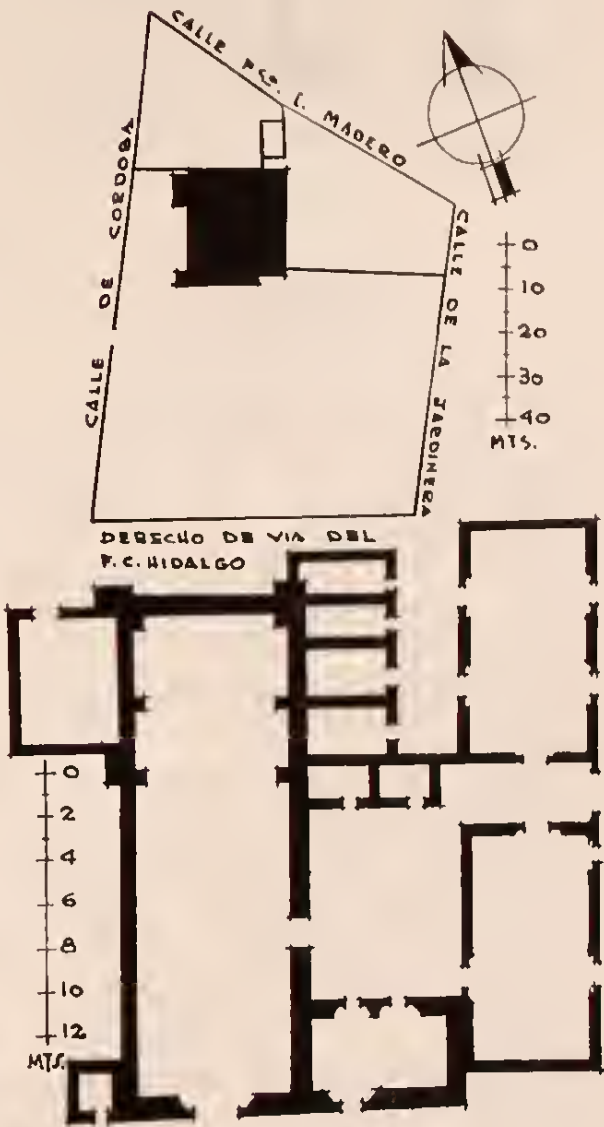 CALLE FCO. I. MADERO
CALLE DE CORDOBA
CALLE DE LA JARDINERA
0
10
20
30
40
MTS.
DERECHO DE VIA DEL
F.C. HIDALGO
0
2
4
6
8
10
12
MTS.